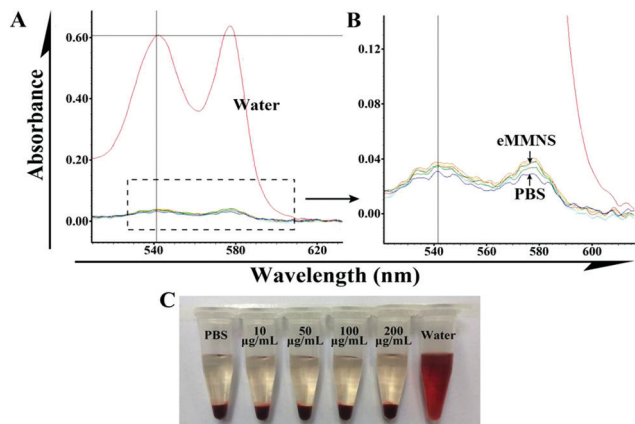 A
B
0.60
0.40
0.20
0.00
Absorbance
Water
540
580
620
0.12
0.08
0.04
0.00
eMMNS
PBS
540
560
580
600
Wavelength (nm)
C
PBS
10
µg/mL
50
µg/mL
100
µg/mL
200
µg/mL
Water